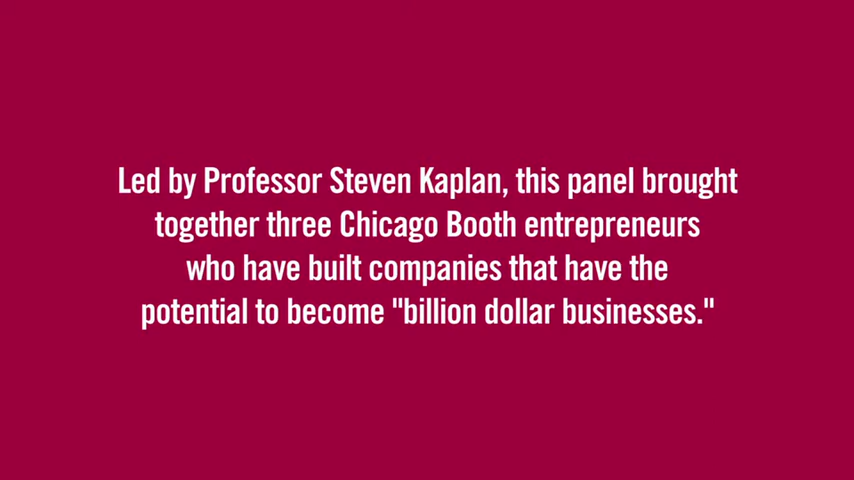 Led by Professor Steven Kaplan, this panel brought
together three Chicago Booth entrepreneurs
who have built companies that have the
potential to become "billion dollar businesses."